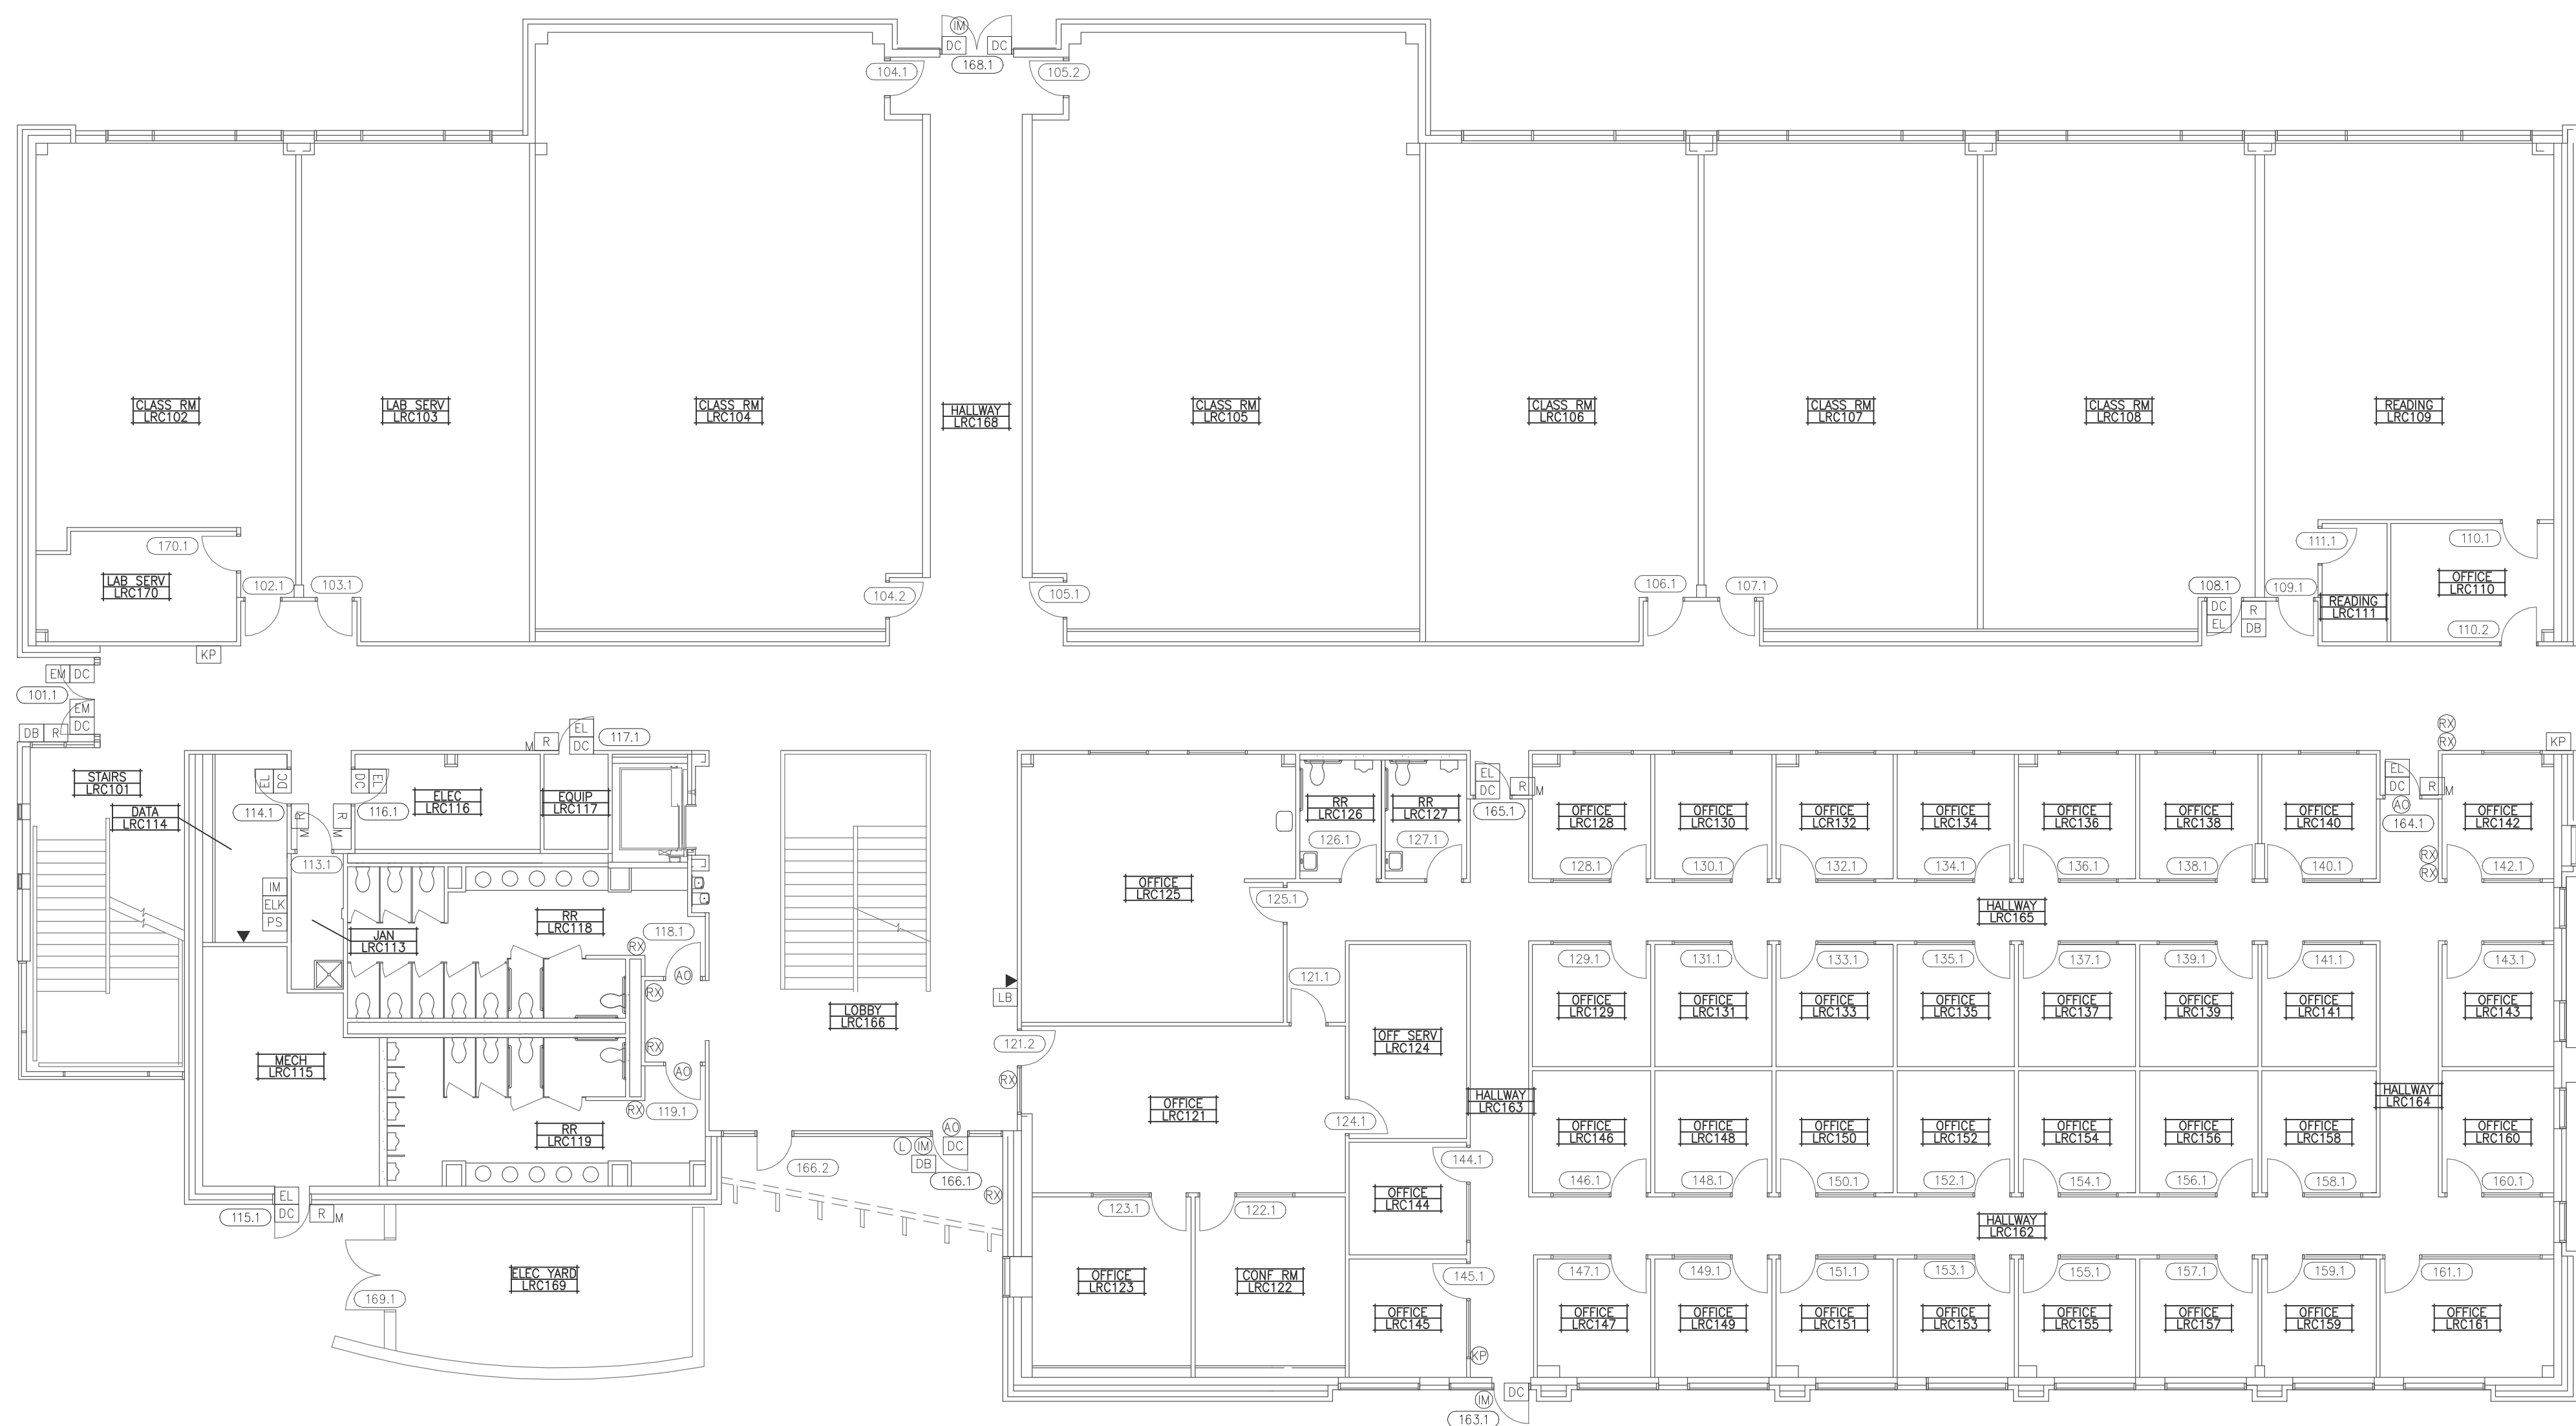 IM
DC
DC
168.1
104.1
105.2
CLASS RM
LRC102
LAB SERV
LRC103
CLASS RM
LRC104
HALLWAY
LRC168
CLASS RM
LRC105
CLASS RM
LRC106
CLASS RM
LRC107
CLASS RM
LRC108
READING
LRC109
170.1
LAB SERV
LRC170
102.1
103.1
104.2
105.1
106.1
107.1
108.1
DC
EL
R
DB
109.1
111.1
READING
LRC111
110.1
OFFICE
LRC110
110.2
KP
EM
DC
101.1
EM
DC
DB
R
STAIRS
LRC101
DATA
LRC114
EL
DC
114.1
R
M
113.1
DC
EL
116.1
R
M
ELEC
LRC116
M
R
EL
DC
117.1
EQUIP
LRC117
IM
ELK
PS
JAN
LRC113
RR
LRC118
118.1
RX
AO
RX
RX
AO
RX
119.1
RR
LRC119
MECH
LRC115
EL
DC
115.1
R
M
ELEC YARD
LRC169
169.1
LOBBY
LRC166
166.2
L
IM
AO
DC
DB
166.1
RX
LB
121.2
RX
OFFICE
LRC125
125.1
RR
LRC126
126.1
RR
LRC127
127.1
121.1
OFFICE
LRC121
OFF SERV
LRC124
124.1
123.1
OFFICE
LRC123
122.1
CONF RM
LRC122
144.1
OFFICE
LRC144
145.1
OFFICE
LRC145
KP
IM
DC
163.1
HALLWAY
LRC163
EL
DC
165.1
R
M
OFFICE
LRC128
OFFICE
LRC130
OFFICE
LCR132
OFFICE
LRC134
OFFICE
LRC136
OFFICE
LRC138
OFFICE
LRC140
EL
DC
AO
164.1
R
M
RX
RX
KP
OFFICE
LRC142
128.1
130.1
132.1
134.1
136.1
138.1
140.1
RX
RX
142.1
HALLWAY
LRC165
129.1
131.1
133.1
135.1
137.1
139.1
141.1
143.1
OFFICE
LRC129
OFFICE
LRC131
OFFICE
LRC133
OFFICE
LRC135
OFFICE
LRC137
OFFICE
LRC139
OFFICE
LRC141
OFFICE
LRC143
HALLWAY
LRC164
OFFICE
LRC146
OFFICE
LRC148
OFFICE
LRC150
OFFICE
LRC152
OFFICE
LRC154
OFFICE
LRC156
OFFICE
LRC158
OFFICE
LRC160
146.1
148.1
150.1
152.1
154.1
156.1
158.1
160.1
HALLWAY
LRC162
147.1
149.1
151.1
153.1
155.1
157.1
159.1
161.1
OFFICE
LRC147
OFFICE
LRC149
OFFICE
LRC151
OFFICE
LRC153
OFFICE
LRC155
OFFICE
LRC157
OFFICE
LRC159
OFFICE
LRC161